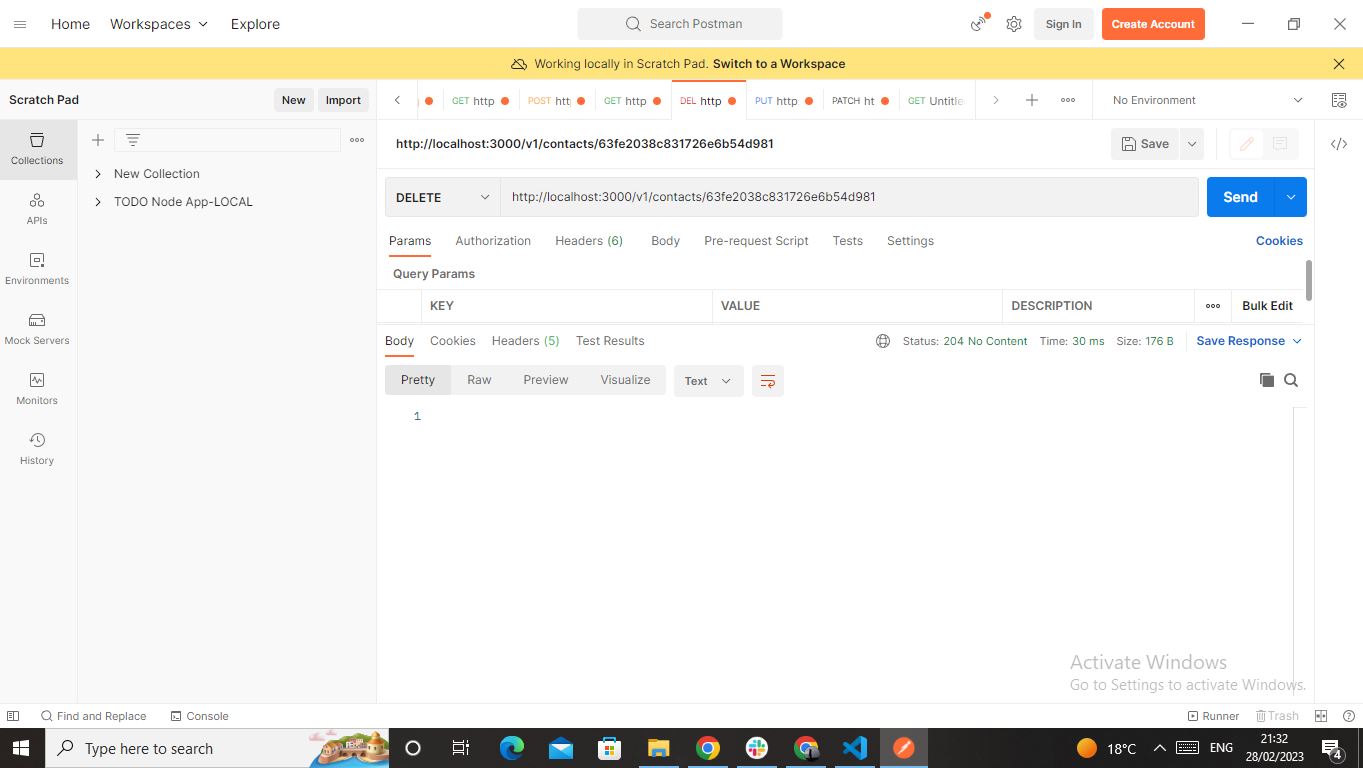 Home Workspaces Explore Search Postman Sign In Create Account
Working locally in Scratch Pad. Switch to a Workspace
Scratch Pad New Import GET http POST htt GET http DEL http PUT http PATCH ht GET Untitle No Environment
http://localhost:3000/v1/contacts/63fe2038c831726e6b54d981 Save
Collections
New Collection
TODO Node App-LOCAL
APIs
Environments
Mock Servers
Monitors
History
DELETE http://localhost:3000/v1/contacts/63fe2038c831726e6b54d981 Send
Params Authorization Headers (6) Body Pre-request Script Tests Settings Cookies
Query Params
KEY VALUE DESCRIPTION Bulk Edit
Body Cookies Headers (5) Test Results Status: 204 No Content Time: 30 ms Size: 176 B Save Response
Pretty Raw Preview Visualize Text
1
Activate Windows
Go to Settings to activate Windows.
Find and Replace Console Runner Trash
Type here to search 18°C ENG 21:32
28/02/2023 4